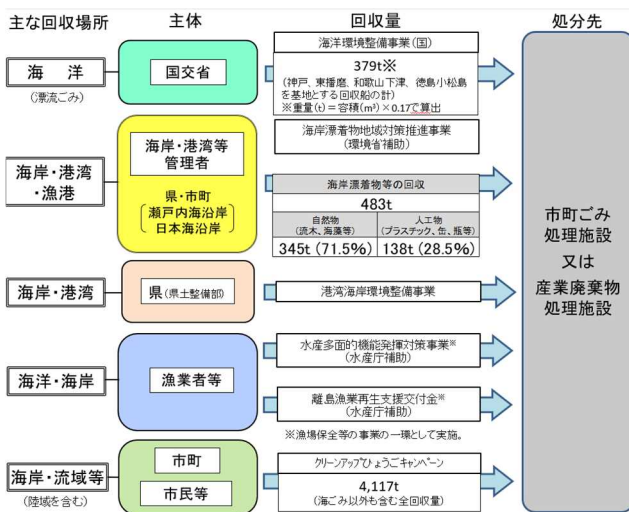 主な回収場所 主体 回収量 処分先
海 洋
(漂流ごみ)
国交省
海洋環境整備事業(国)
379t※
(神戸、東播磨、和歌山下津、徳島小松島
を基地とする回収船の計)
※重量(t)=容積(m³)×0.17で算出
海岸・港湾
・漁港
海岸・港湾等
管理者
県・市町
瀬戸内海沿岸
日本海沿岸
海岸漂着物地域対策推進事業
(環境省補助)
海岸漂着物等の回収
483t
自然物
(流木、海藻等)
人工物
(プラスチック、缶、瓶等)
345t (71.5%) 138t (28.5%)
海岸・港湾
県(県土整備部)
港湾海岸環境整備事業
海洋・海岸
漁業者等
水産多面的機能発揮対策事業※
(水産庁補助)
離島漁業再生支援交付金※
(水産庁補助)
※漁場保全等の事業の一環として実施。
海岸・流域等
(陸域を含む)
市町
市民等
クリーンアップひょうごキャンペーン
4,117t
(海ごみ以外も含む全回収量)
市町ごみ
処理施設
又は
産業廃棄物
処理施設